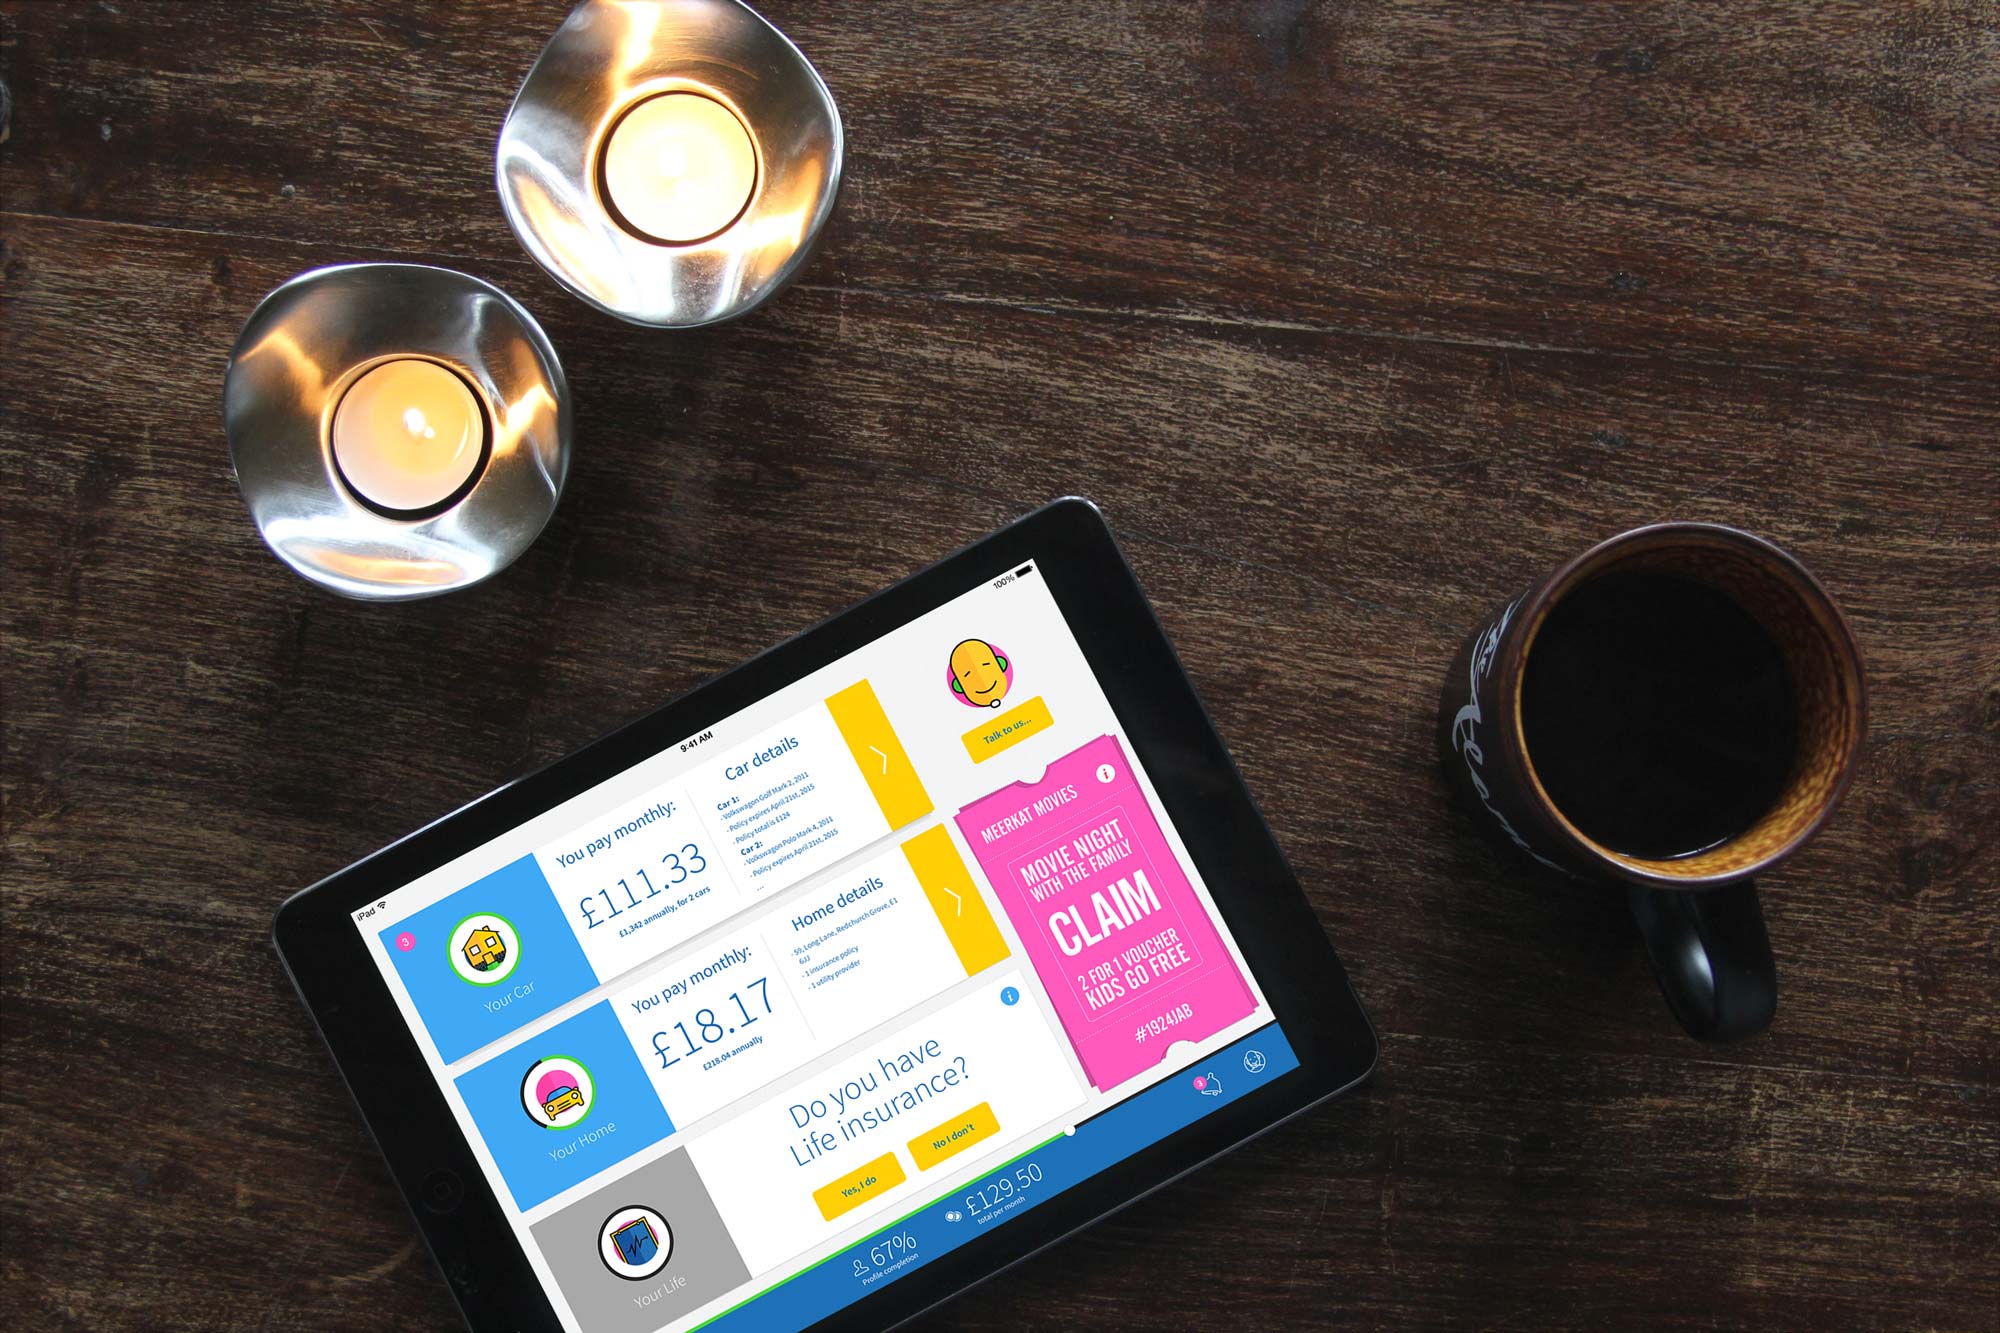 iPad
9:41 AM
100%
3
Your Car
You pay monthly:
£111.33
£1,342 annually, for 2 cars
Car details
Car 1:
- Volkswagon Golf Mark 2, 2011
- Policy expires April 21st, 2015
- Policy total is £124
Car 2:
- Volkswagon Polo Mark 4, 2011
- Policy expires April 21st, 2015
...
Your Home
You pay monthly:
£18.17
£218.04 annually
Home details
- 59, Long Lane, Redchurch Grove, E1
6JJ
- 1 insurance policy
- 1 utility provider
Your Life
Do you have
Life insurance?
Yes, I do
No I don't
i
Talk to us...
MEERKAT MOVIES
i
MOVIE NIGHT
WITH THE FAMILY
CLAIM
2 FOR 1 VOUCHER
KIDS GO FREE
#1924JAB
67%
Profile completion
£129.50
total per month
3